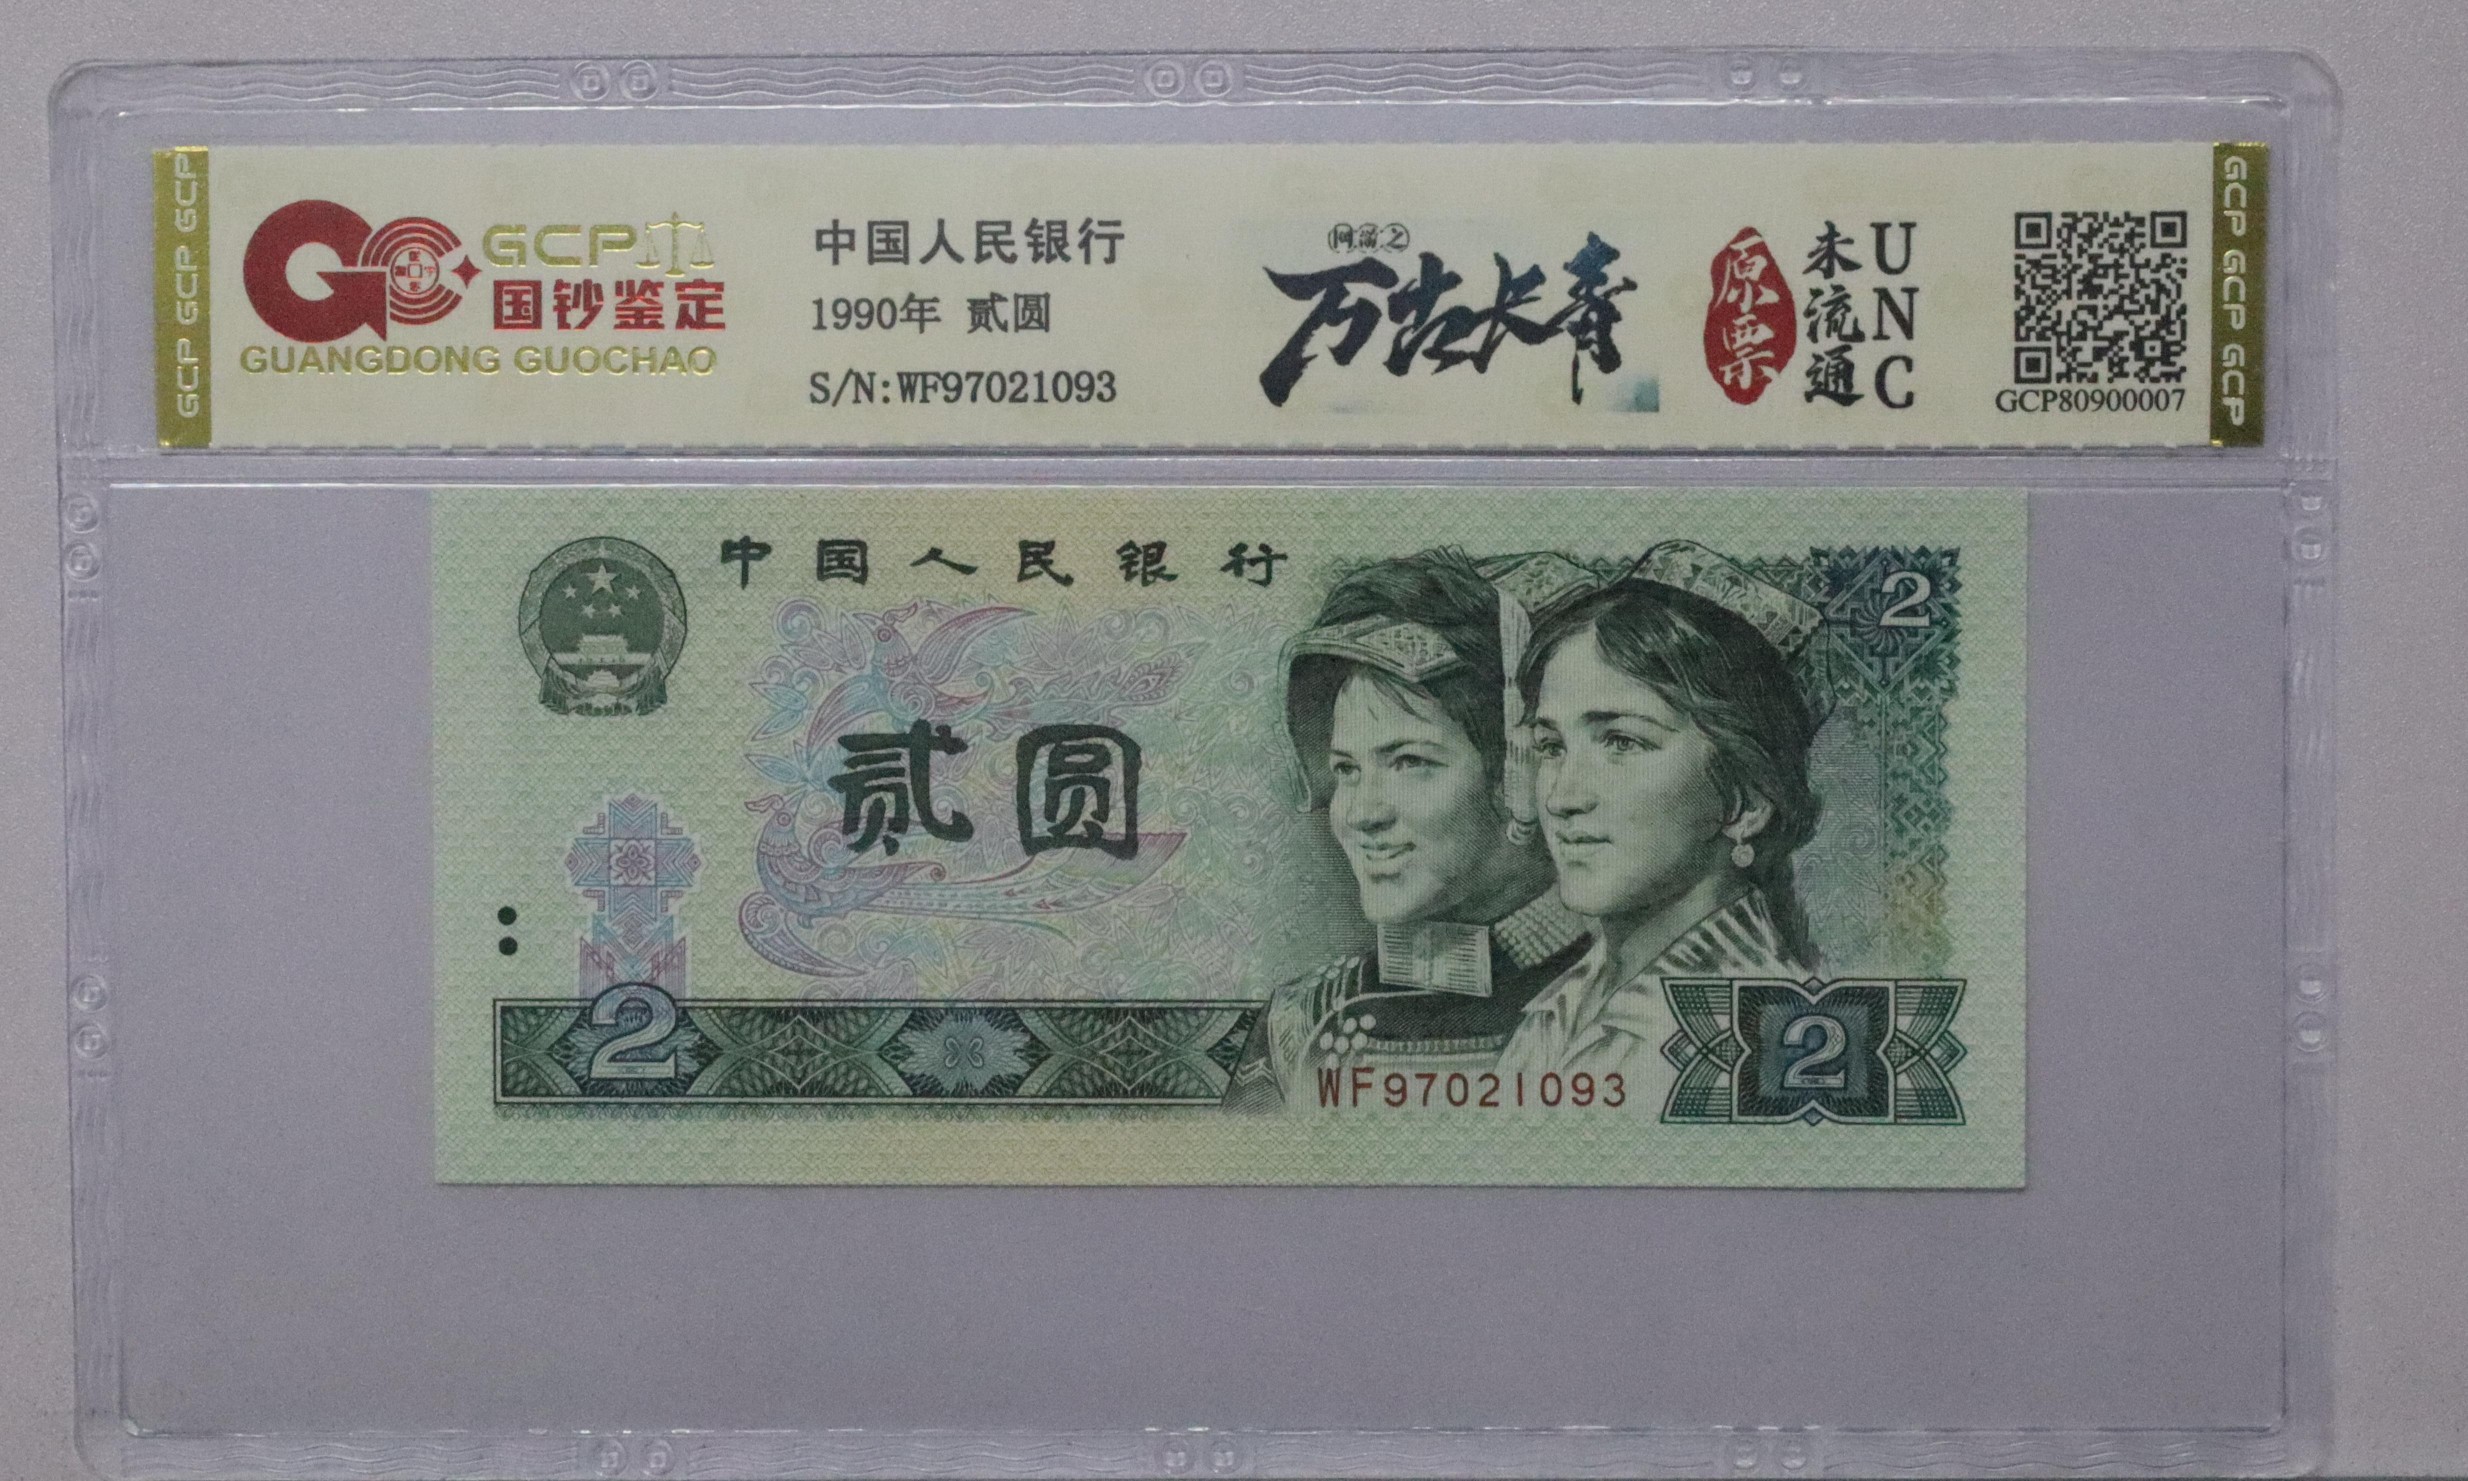 GCP GCP GCP
GCP
国钞鉴定
GUANGDONG GUOCHAO
中国人民银行
1990年 贰圆
S/N:WF97021093
万古长青
原票
未流通
UNC
GCP80900007
GCP GCP GCP
中国人民银行
2
贰圆
2
WF97021093
2